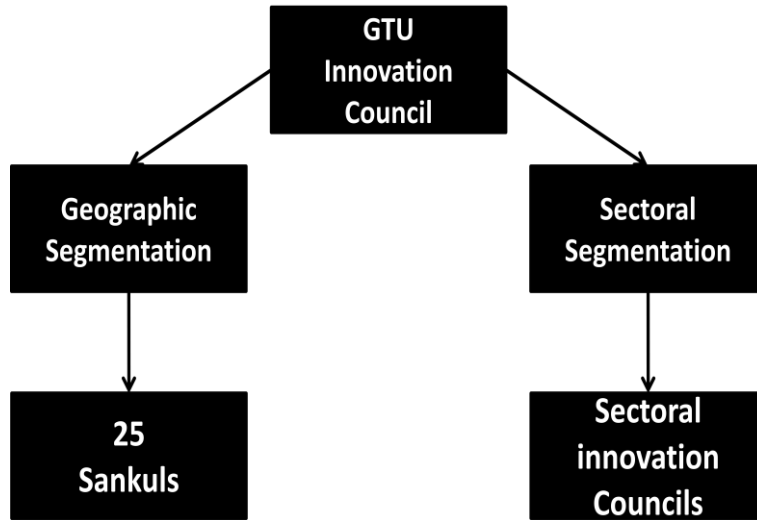 GTU
Innovation
Council
Geographic
Segmentation
Sectoral
Segmentation
25
Sankuls
Sectoral
innovation
Councils